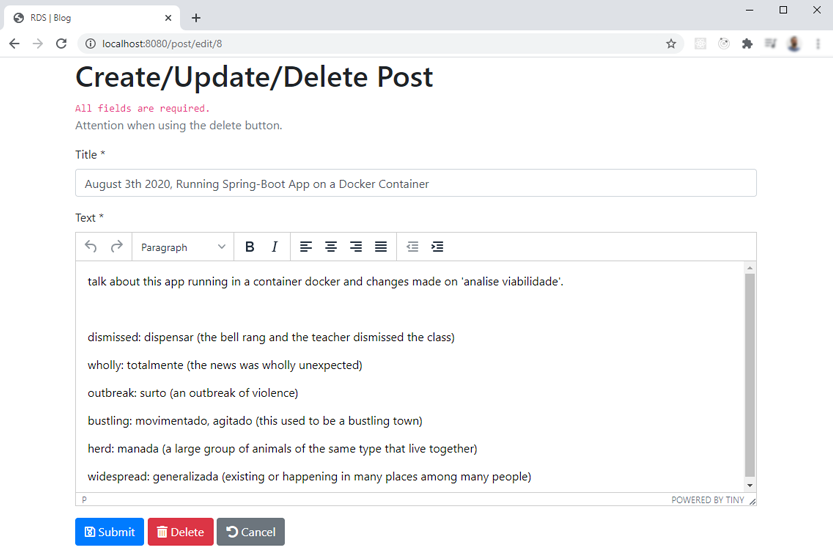 RDS | Blog
localhost:8080/post/edit/8
Create/Update/Delete Post
All fields are required.
Attention when using the delete button.
Title *
August 3th 2020, Running Spring-Boot App on a Docker Container
Text *
Paragraph B I
talk about this app running in a container docker and changes made on 'analise viabilidade'.
dismissed: dispensar (the bell rang and the teacher dismissed the class)
wholly: totalmente (the news was wholly unexpected)
outbreak: surto (an outbreak of violence)
bustling: movimentado, agitado (this used to be a bustling town)
herd: manada (a large group of animals of the same type that live together)
widespread: generalizada (existing or happening in many places among many people)
P POWERED BY TINY
Submit Delete Cancel